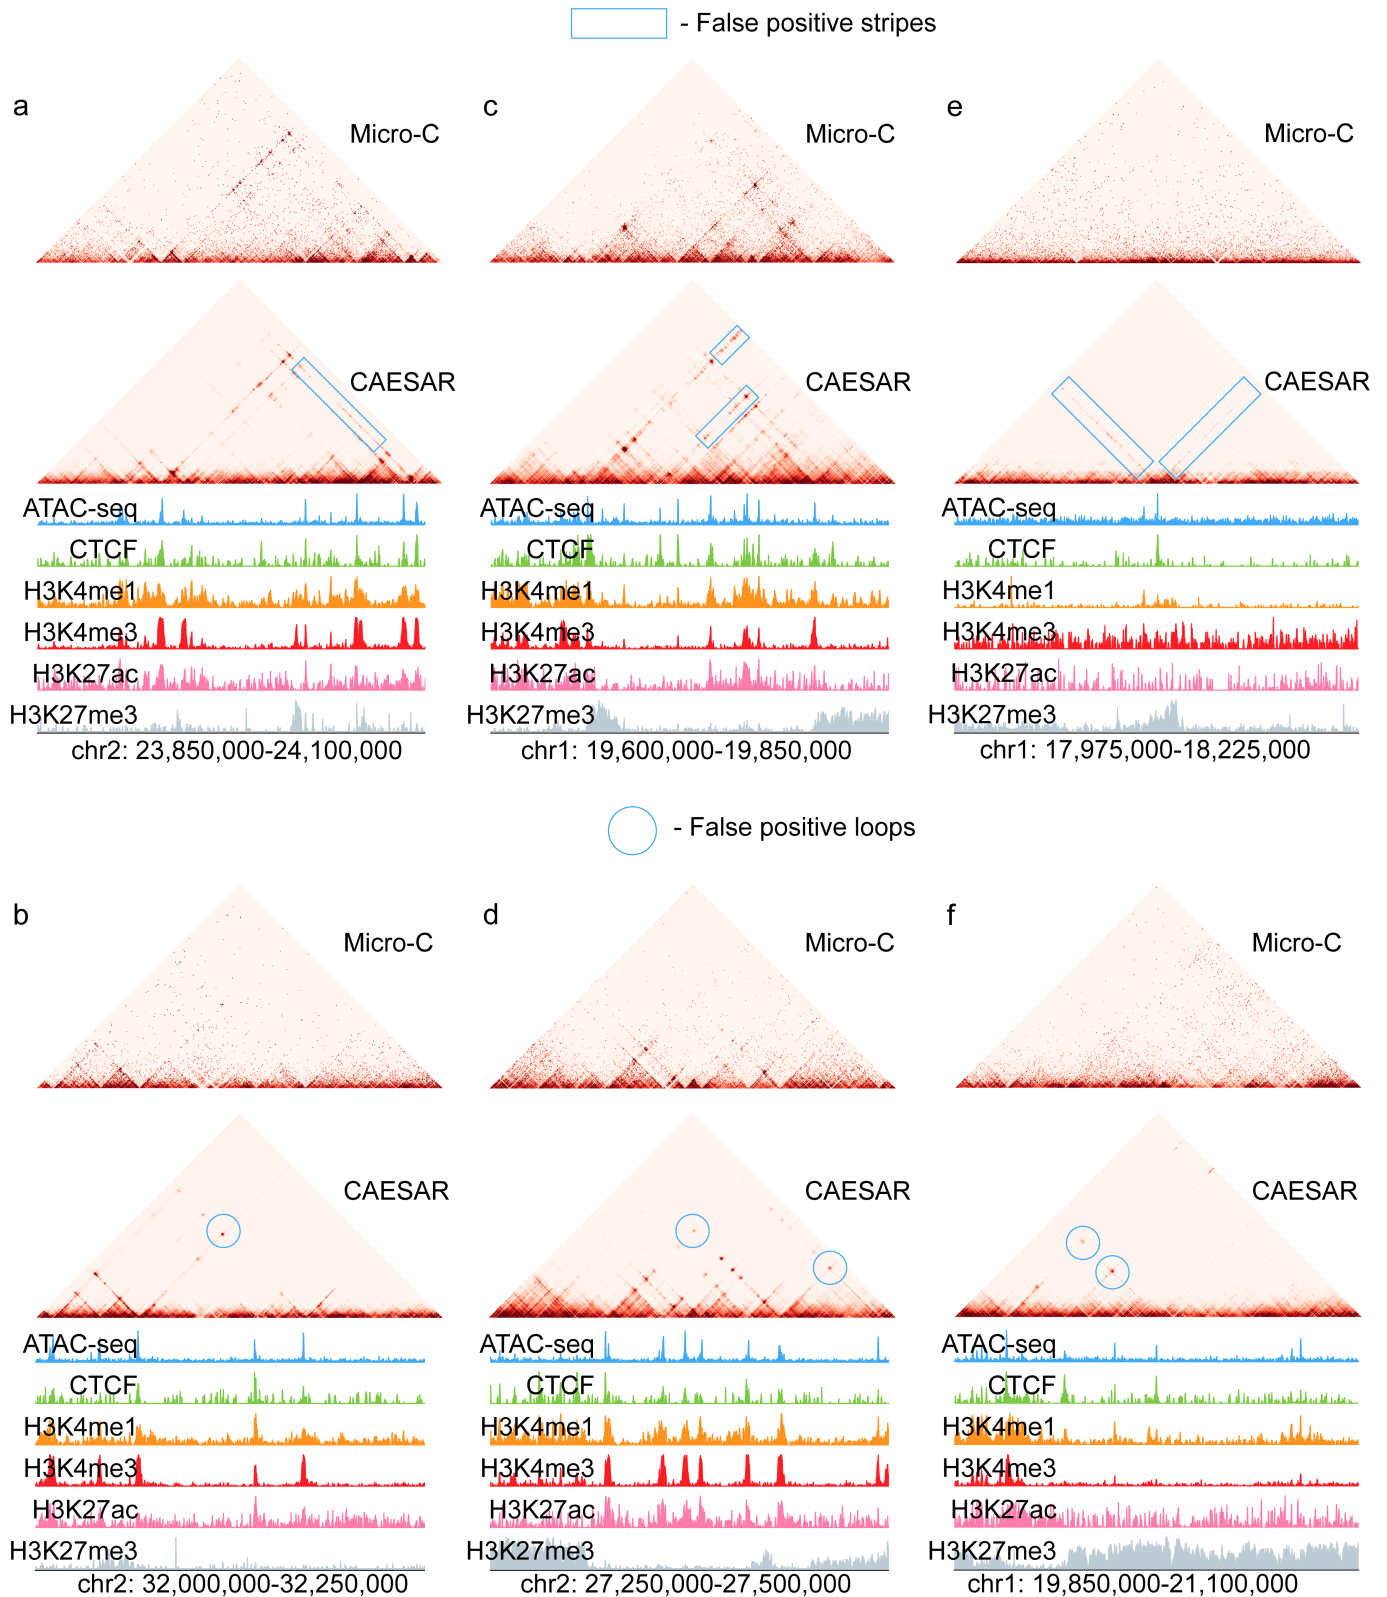 - False positive stripes
a
Micro-C
CAESAR
ATAC-seq
CTCF
H3K4me1
H3K4me3
H3K27ac
H3K27me3
chr2: 23,850,000-24,100,000
c
Micro-C
CAESAR
ATAC-seq
CTCF
H3K4me1
H3K4me3
H3K27ac
H3K27me3
chr1: 19,600,000-19,850,000
e
Micro-C
CAESAR
ATAC-seq
CTCF
H3K4me1
H3K4me3
H3K27ac
H3K27me3
chr1: 17,975,000-18,225,000
- False positive loops
b
Micro-C
CAESAR
ATAC-seq
CTCF
H3K4me1
H3K4me3
H3K27ac
H3K27me3
chr2: 32,000,000-32,250,000
d
Micro-C
CAESAR
ATAC-seq
CTCF
H3K4me1
H3K4me3
H3K27ac
H3K27me3
chr2: 27,250,000-27,500,000
f
Micro-C
CAESAR
ATAC-seq
CTCF
H3K4me1
H3K4me3
H3K27ac
H3K27me3
chr1: 19,850,000-21,100,000